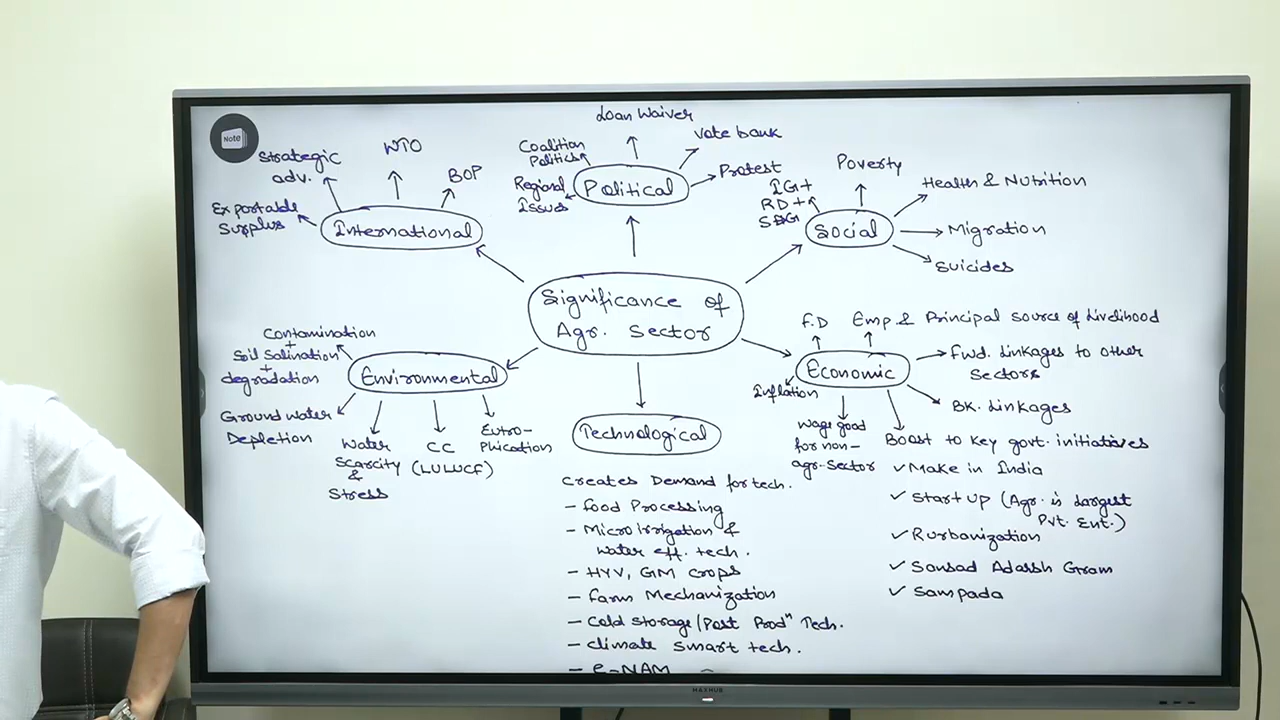 Note
Loan Waiver
Coalition
Politics
Vote bank
Regional
Issues
Political
Protest
Strategic
adv.
WTO
BOP
Exportable
Surplus
International
Poverty
IG+
RD+
SDG
Social
Health & Nutrition
Migration
Suicides
Significance of
Agr. Sector
Contamination
+
Soil Salination
+
degradation
Environmental
Ground water
Depletion
Water
Scarcity
&
Stress
CC
(LULUCF)
Eutro-
Phication
Technological
Creates Demand for tech.
- Food Processing
- Micro irrigation &
water eff. tech.
- HYV, GM crops
- Farm Mechanization
- Cold Storage/Post Prodⁿ Tech.
- Climate smart tech.
- e-NAM
F.D
Emp. & Principal Source of Livelihood
Economic
Fwd. Linkages to other
Sectors
Inflation
BK. Linkages
Wage good
for non-
agr-sector
Boost to Key govt. initiatives
✓ Make in India
✓ Start up (Agr. is Largest
Pvt. Ent.)
✓ Rurbanization
✓ Sansad Adarsh Gram
✓ Sampada
MAXHUB